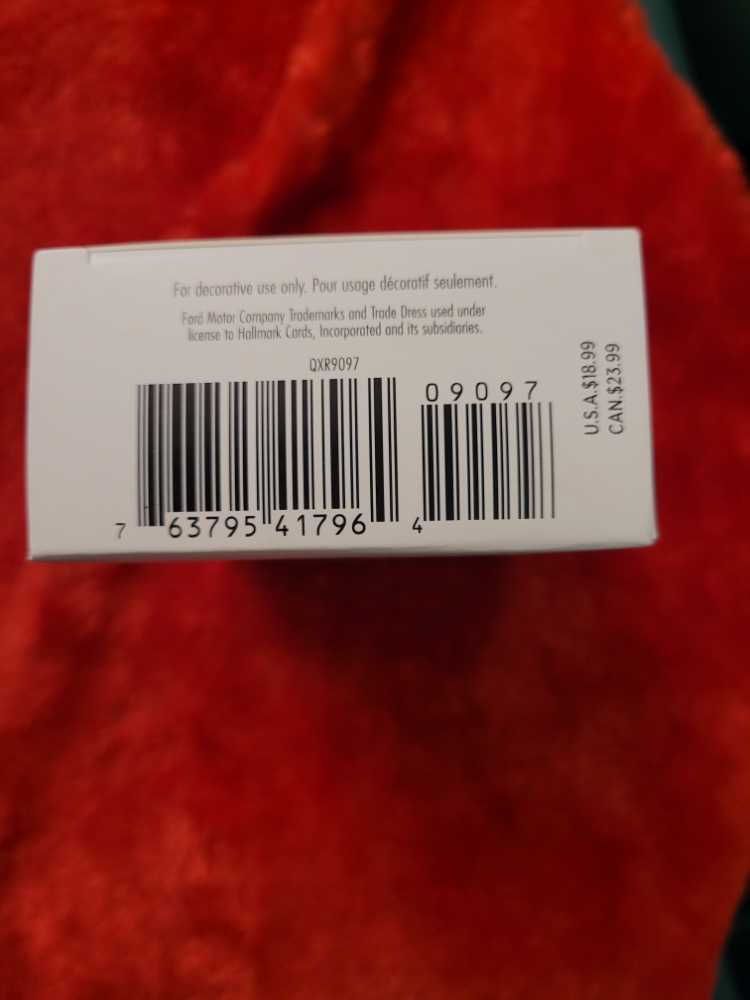 For decorative use only. Pour usage décoratif seulement.
Ford Motor Company Trademarks and Trade Dress used under
license to Hallmark Cards, Incorporated and its subsidiaries.
QXR9097
09097
7 63795 41796 4
U.S.A.$18.99
CAN.$23.99